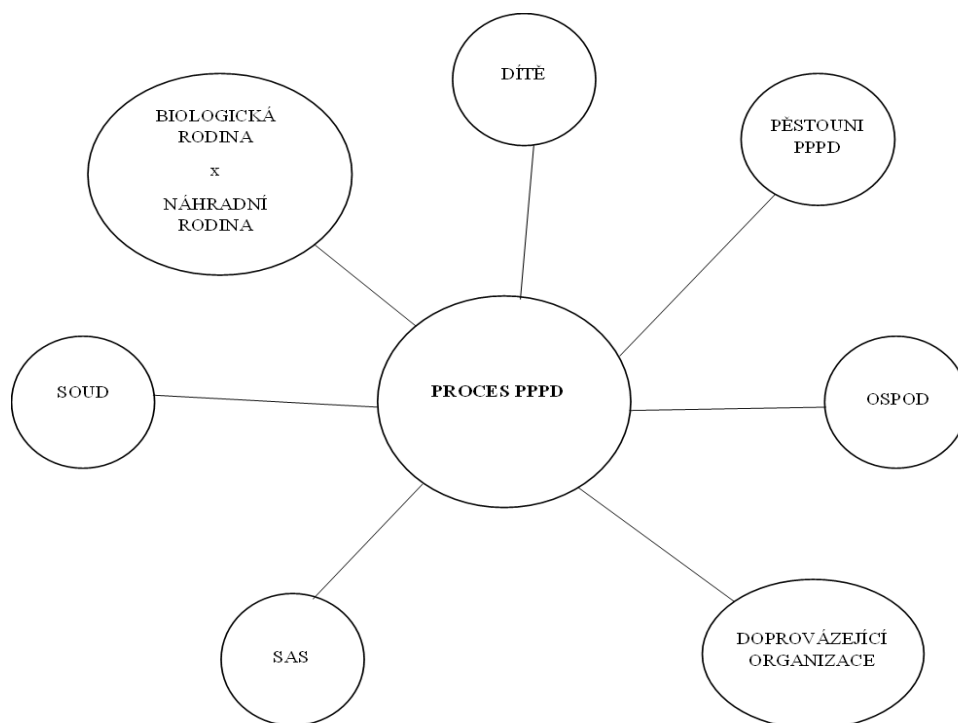 DÍTĚ
BIOLOGICKÁ
RODINA
x
NÁHRADNÍ
RODINA
PĚSTOUNI
PPPD
SOUD
PROCES PPPD
OSPOD
SAS
DOPROVÁZEJÍCÍ
ORGANIZACE